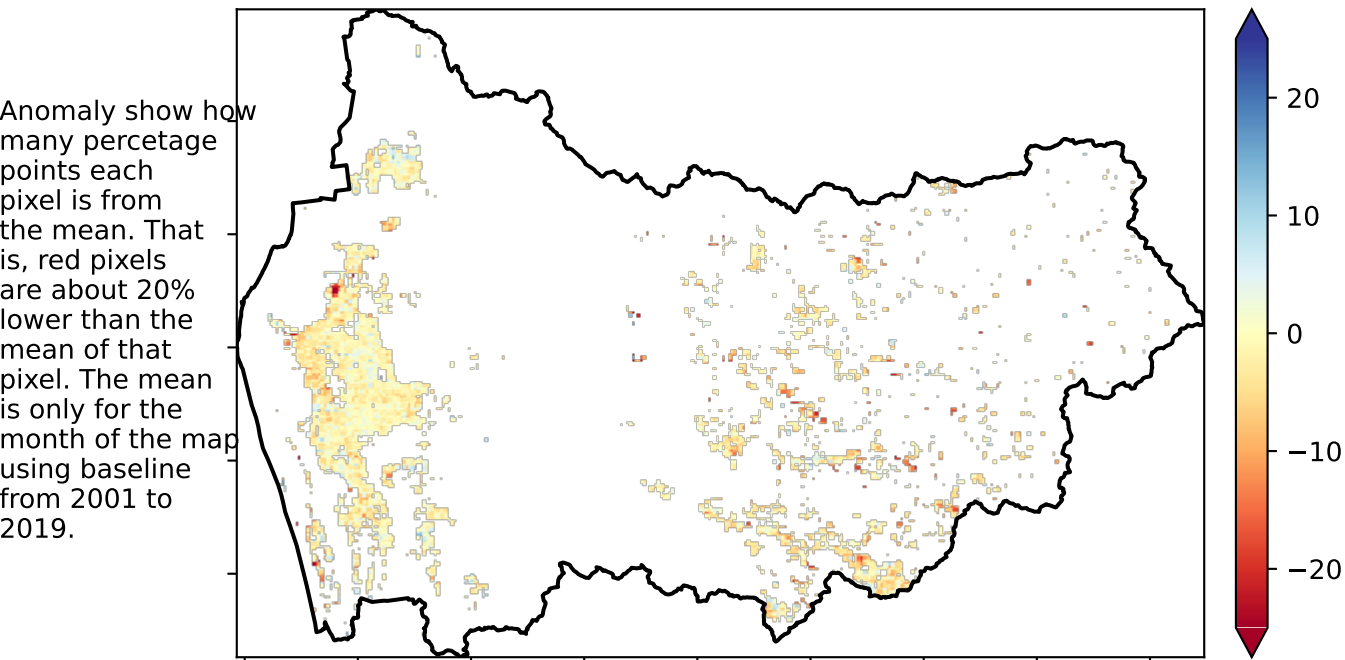 Anomaly show how
many percetage
points each
pixel is from
the mean. That
is, red pixels
are about 20%
lower than the
mean of that
pixel. The mean
is only for the
month of the map
using baseline
from 2001 to
2019.
20
10
0
−10
−20